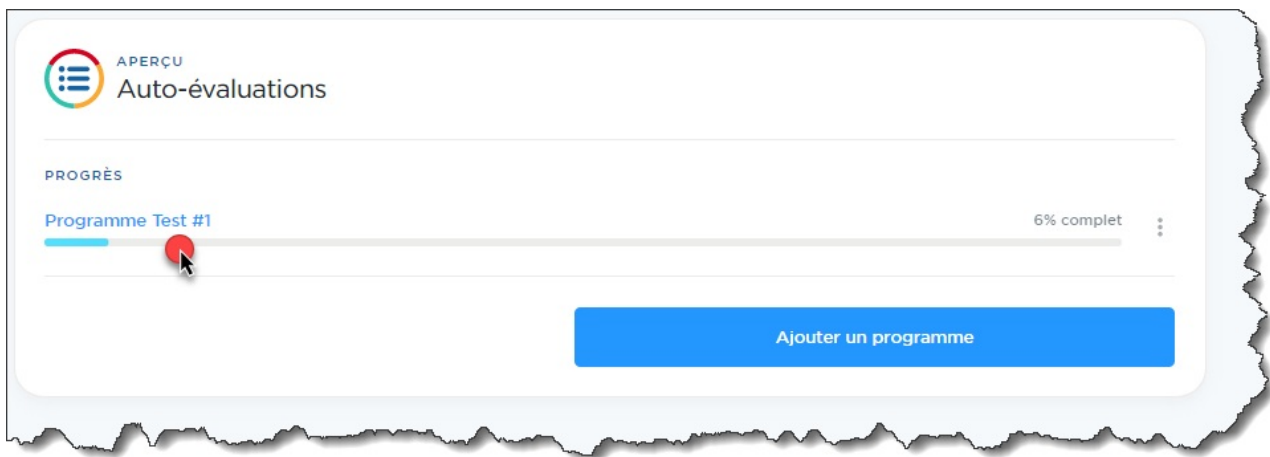 APERÇU
Auto-évaluations
PROGRÈS
Programme Test #1
6% complet
Ajouter un programme